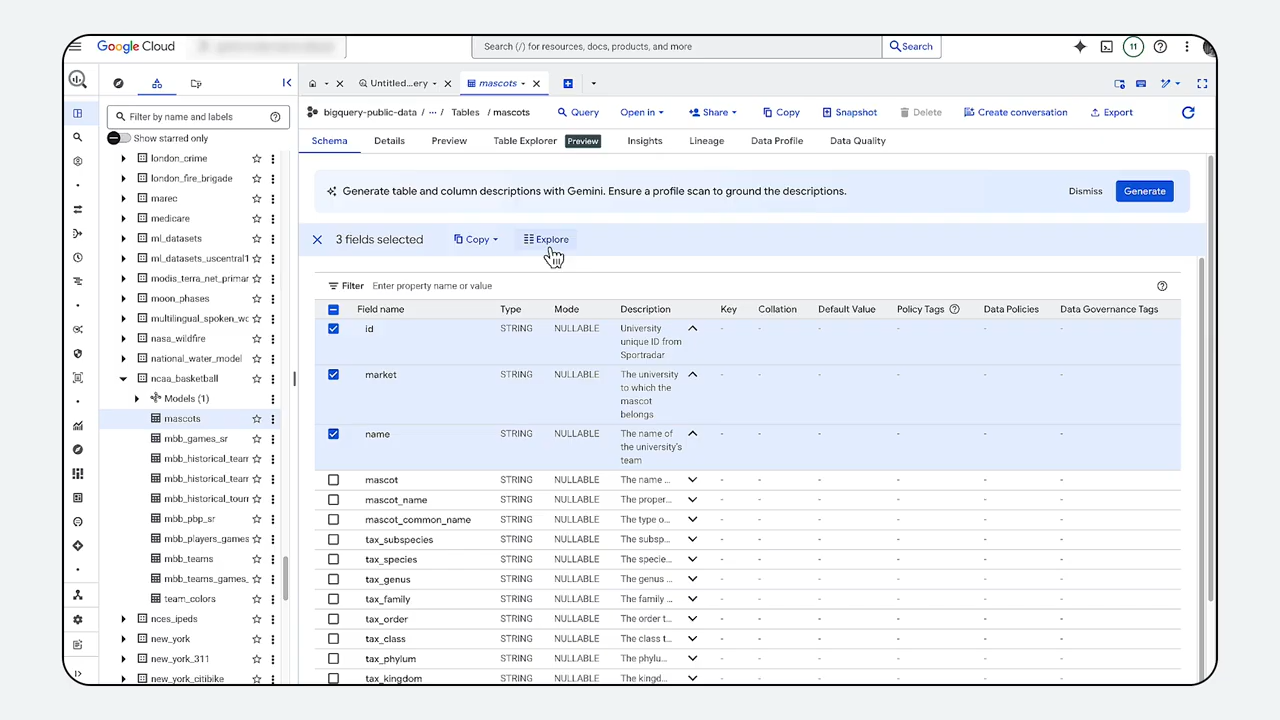 Google Cloud
Search (/) for resources, docs, products, and more
Search
11
Untitled...ery
mascots
Filter by name and labels
Show starred only
london_crime
london_fire_brigade
marec
medicare
ml_datasets
ml_datasets_uscentral1
modis_terra_net_primar
moon_phases
multilingual_spoken_wo
nasa_wildfire
national_water_model
ncaa_basketball
Models (1)
mascots
mbb_games_sr
mbb_historical_team
mbb_historical_team
mbb_historical_tourn
mbb_pbp_sr
mbb_players_games
mbb_teams
mbb_teams_games_
team_colors
nces_ipeds
new_york
new_york_311
new_york_citibike
bigquery-public-data / ··· / Tables / mascots
Query
Open in
Share
Copy
Snapshot
Delete
Create conversation
Export
Schema
Details
Preview
Table Explorer Preview
Insights
Lineage
Data Profile
Data Quality
Generate table and column descriptions with Gemini. Ensure a profile scan to ground the descriptions.
Dismiss
Generate
3 fields selected
Copy
Explore
Filter Enter property name or value
Field name Type Mode Description Key Collation Default Value Policy Tags Data Policies Data Governance Tags
id STRING NULLABLE University - - - - - -
unique ID from
Sportradar
market STRING NULLABLE The university - - - - - -
to which the
mascot
belongs
name STRING NULLABLE The name of - - - - - -
the university's
team
mascot STRING NULLABLE The name ... - - - - - -
mascot_name STRING NULLABLE The proper... - - - - - -
mascot_common_name STRING NULLABLE The type o... - - - - - -
tax_subspecies STRING NULLABLE The subsp... - - - - - -
tax_species STRING NULLABLE The specie... - - - - - -
tax_genus STRING NULLABLE The genus ... - - - - - -
tax_family STRING NULLABLE The family ... - - - - - -
tax_order STRING NULLABLE The order t... - - - - - -
tax_class STRING NULLABLE The class t... - - - - - -
tax_phylum STRING NULLABLE The phylu... - - - - - -
tax_kingdom STRING NULLABLE The kingd... - - - - - -